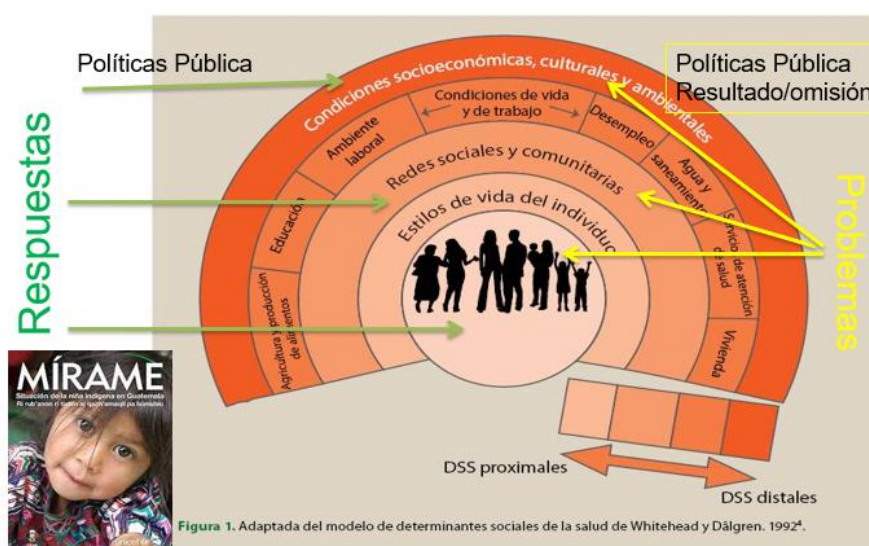 Políticas Pública
Políticas Pública
Resultado/omisión
Respuestas
Problemas
Condiciones socioeconómicas, culturales y ambientales
Condiciones de vida
y de trabajo
Ambiente
laboral
Desempleo
Educación
Agua y
saneamiento
Agricultura y producción
de alimentos
Servicios de atención
de salud
Vivienda
Redes sociales y comunitarias
Estilos de vida del individuo
MÍRAME
Situación de la niña indígena en Guatemala
unicef
DSS proximales
DSS distales
Figura 1. Adaptada del modelo de determinantes sociales de la salud de Whitehead y Dälgren. 1992⁴.